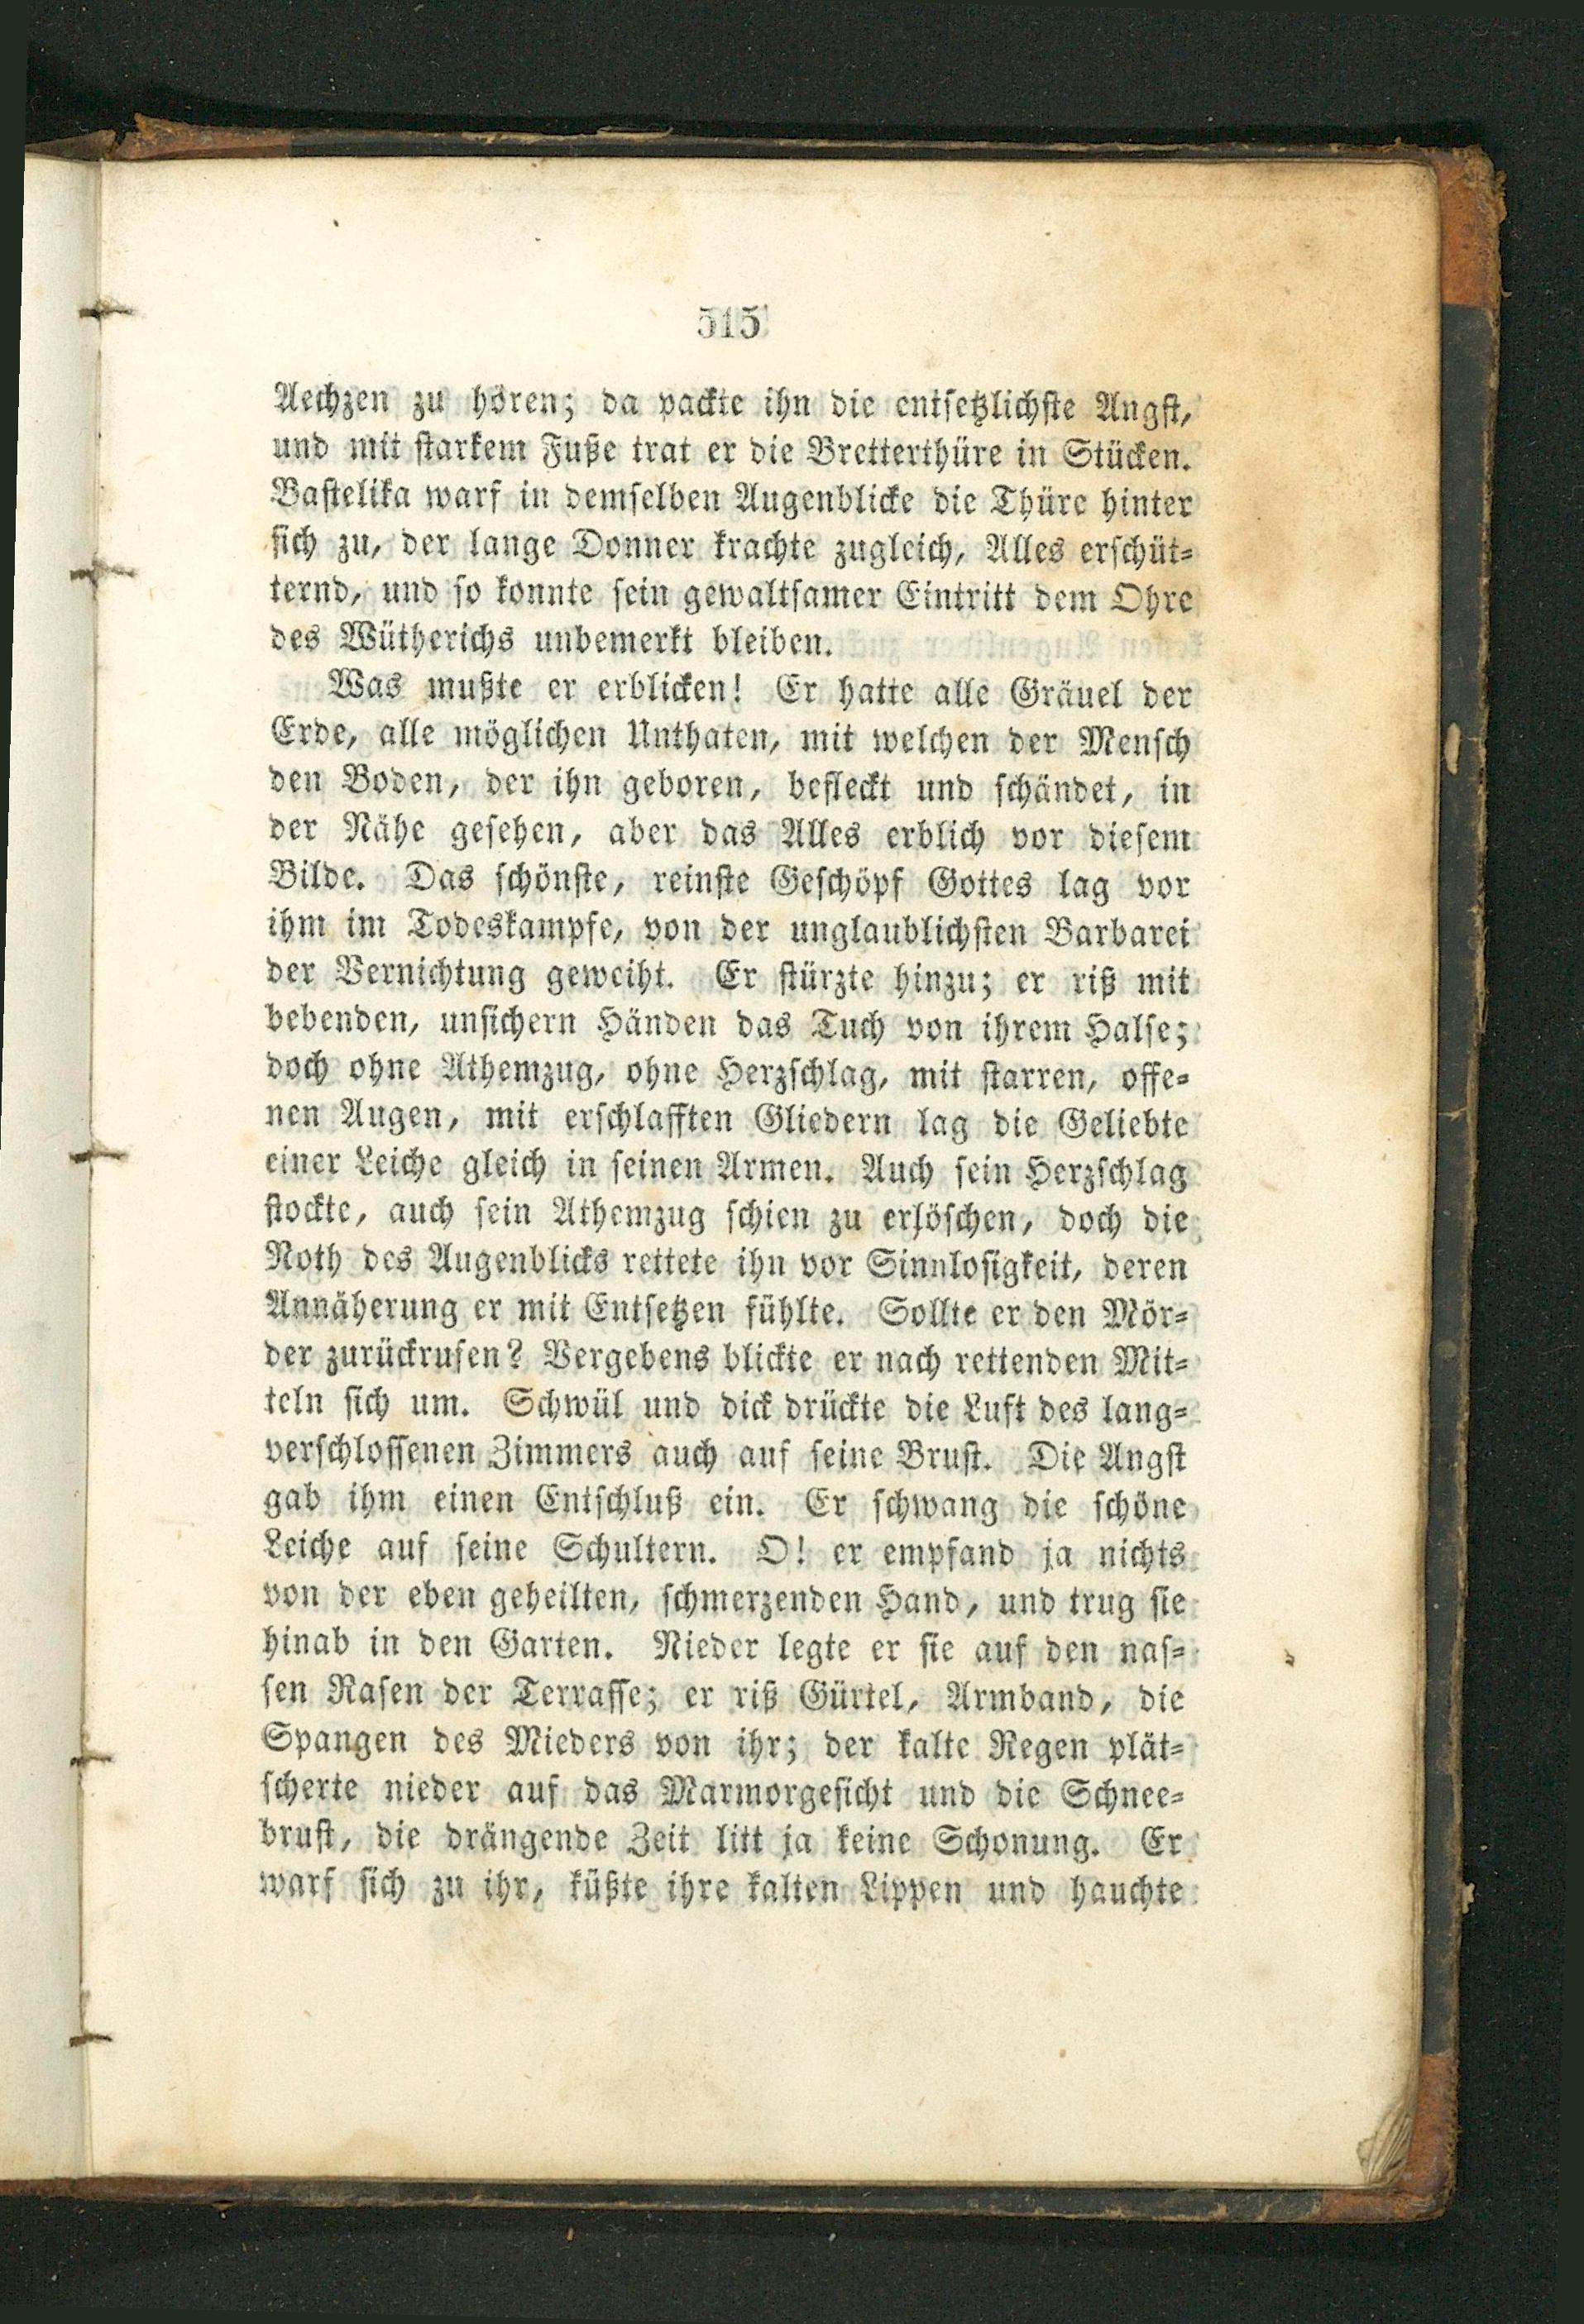 515
Aechzen zu hören; da packte ihn die entsetzlichste Angst,
und mit starkem Fuße trat er die Bretterthüre in Stücken.
Bastelika warf in demselben Augenblicke die Thüre hinter
sich zu, der lange Donner krachte zugleich, Alles erschüt-
ternd, und so konnte sein gewaltsamer Eintritt dem Ohre
des Wütherichs unbemerkt bleiben.
Was mußte er erblicken! Er hatte alle Gräuel der
Erde, alle möglichen Unthaten, mit welchen der Mensch
den Boden, der ihn geboren, befleckt und schändet, in
der Nähe gesehen, aber das Alles erblich vor diesem
Bilde. Das schönste, reinste Geschöpf Gottes lag vor
ihm im Todeskampfe, von der unglaublichsten Barbarei
der Vernichtung geweiht. Er stürzte hinzu; er riß mit
bebenden, unsichern Händen das Tuch von ihrem Halse;
doch ohne Athemzug, ohne Herzschlag, mit starren, offe-
nen Augen, mit erschlafften Gliedern lag die Geliebte
einer Leiche gleich in seinen Armen. Auch sein Herzschlag
stockte, auch sein Athemzug schien zu erlöschen, doch die
Noth des Augenblicks rettete ihn vor Sinnlosigkeit, deren
Annäherung er mit Entsetzen fühlte. Sollte er den Mör-
der zurückrufen? Vergebens blickte er nach rettenden Mit-
teln sich um. Schwül und dick drückte die Luft des lang-
verschlossenen Zimmers auch auf seine Brust. Die Angst
gab ihm einen Entschluß ein. Er schwang die schöne
Leiche auf seine Schultern. O! er empfand ja nichts
von der eben geheilten, schmerzenden Hand, und trug sie
hinab in den Garten. Nieder legte er sie auf den nas-
sen Rasen der Terrasse; er riß Gürtel, Armband, die
Spangen des Mieders von ihr; der kalte Regen plät-
scherte nieder auf das Marmorgesicht und die Schnee-
brust, die drängende Zeit litt ja keine Schonung. Er
warf sich zu ihr, küßte ihre kalten Lippen und hauchte